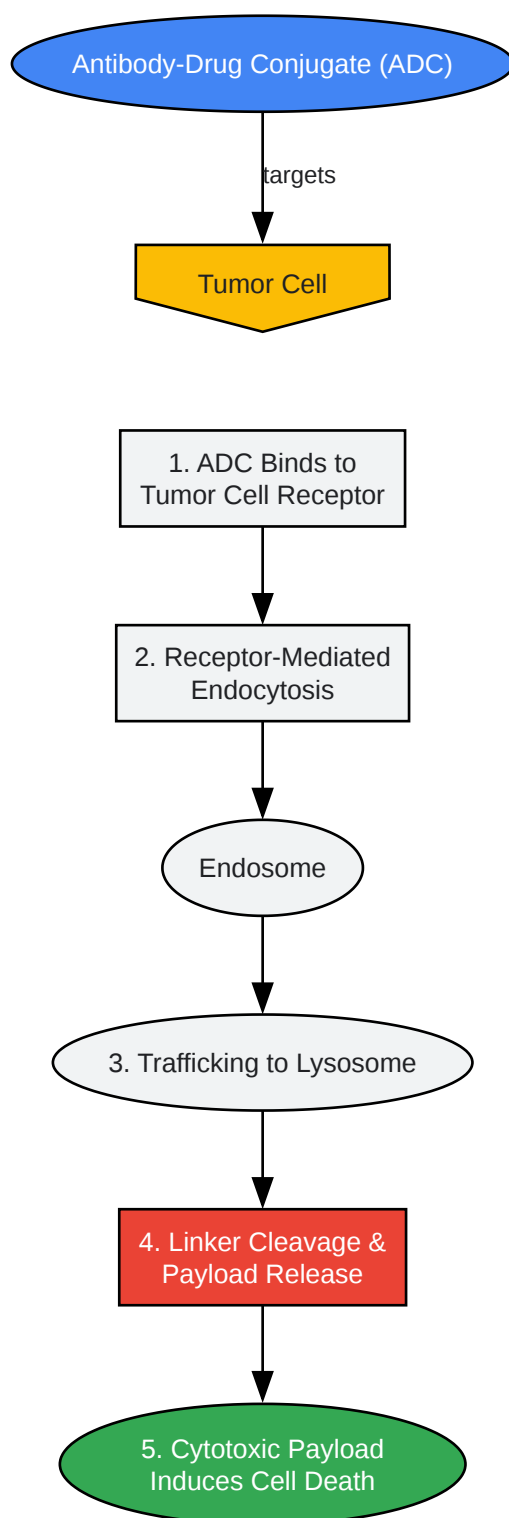 Antibody-Drug Conjugate (ADC)
targets
Tumor Cell
1. ADC Binds to
Tumor Cell Receptor
2. Receptor-Mediated
Endocytosis
Endosome
3. Trafficking to Lysosome
4. Linker Cleavage &
Payload Release
5. Cytotoxic Payload
Induces Cell Death